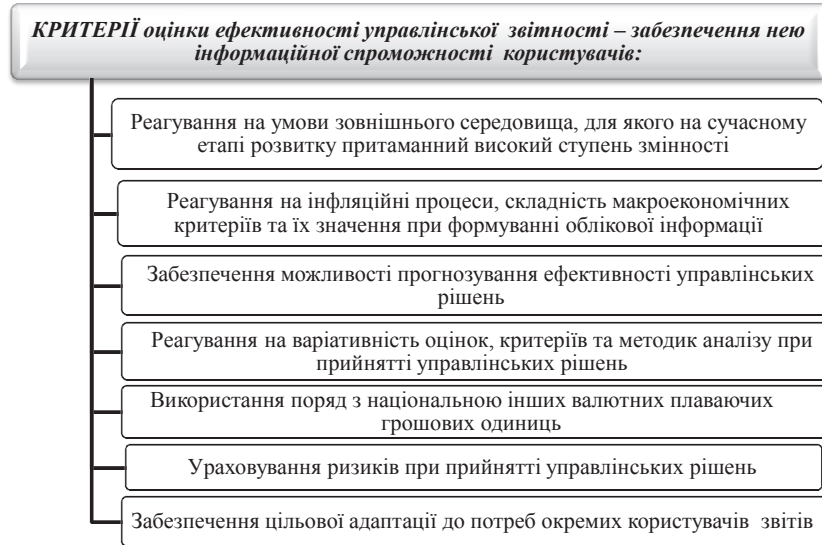 КРИТЕРІЇ оцінки ефективності управлінської звітності – забезпечення нею
інформаційної спроможності користувачів:
Реагування на умови зовнішнього середовища, для якого на сучасному
етапі розвитку притаманний високий ступень змінності
Реагування на інфляційні процеси, складність макроекономічних
критеріїв та їх значення при формуванні облікової інформації
Забезпечення можливості прогнозування ефективності управлінських
рішень
Реагування на варіативність оцінок, критеріїв та методик аналізу при
прийнятті управлінських рішень
Використання поряд з національною інших валютних плаваючих
грошових одиниць
Ураховування ризиків при прийнятті управлінських рішень
Забезпечення цільової адаптації до потреб окремих користувачів звітів